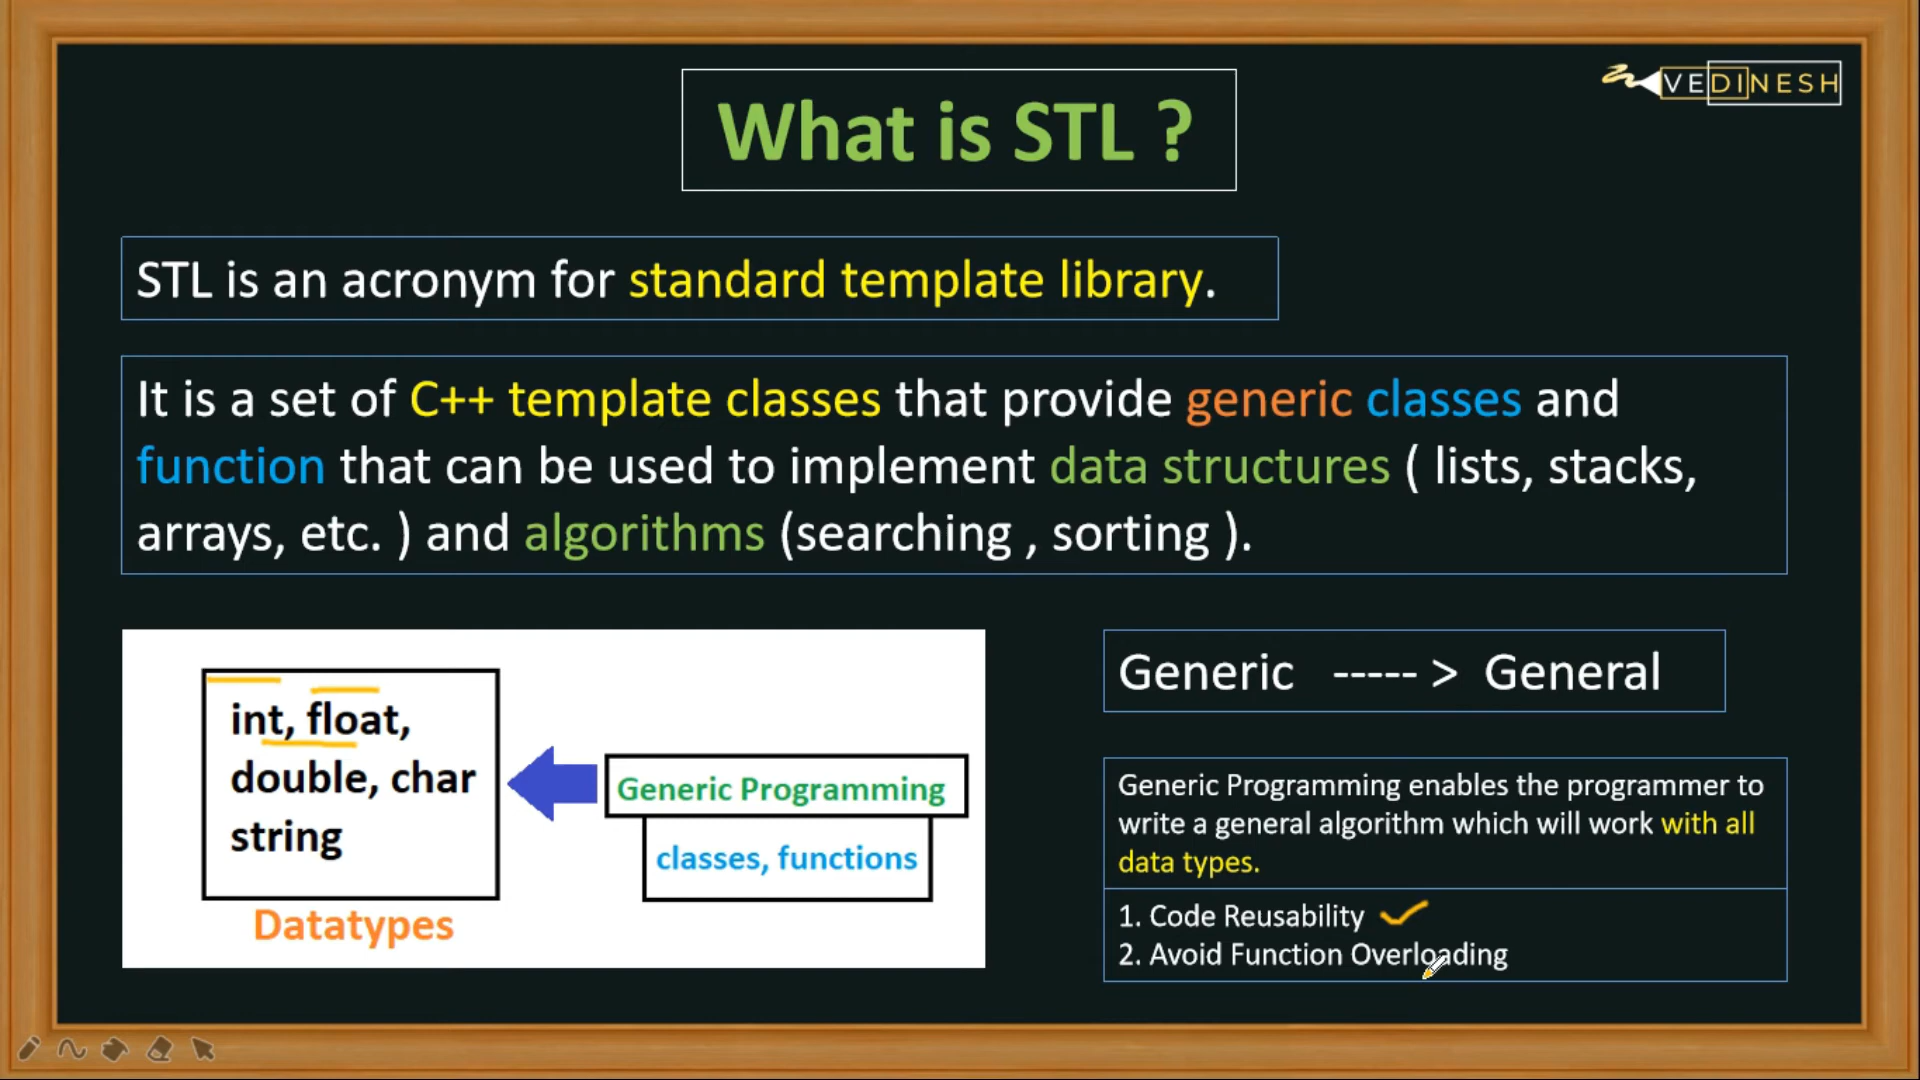 VEDINESH
What is STL ?
STL is an acronym for standard template library.
It is a set of C++ template classes that provide generic classes and
function that can be used to implement data structures ( lists, stacks,
arrays, etc. ) and algorithms (searching , sorting ).
int, float,
double, char
string
Datatypes
Generic Programming
classes, functions
Generic ----- > General
Generic Programming enables the programmer to
write a general algorithm which will work with all
data types.
1. Code Reusability
2. Avoid Function Overloading